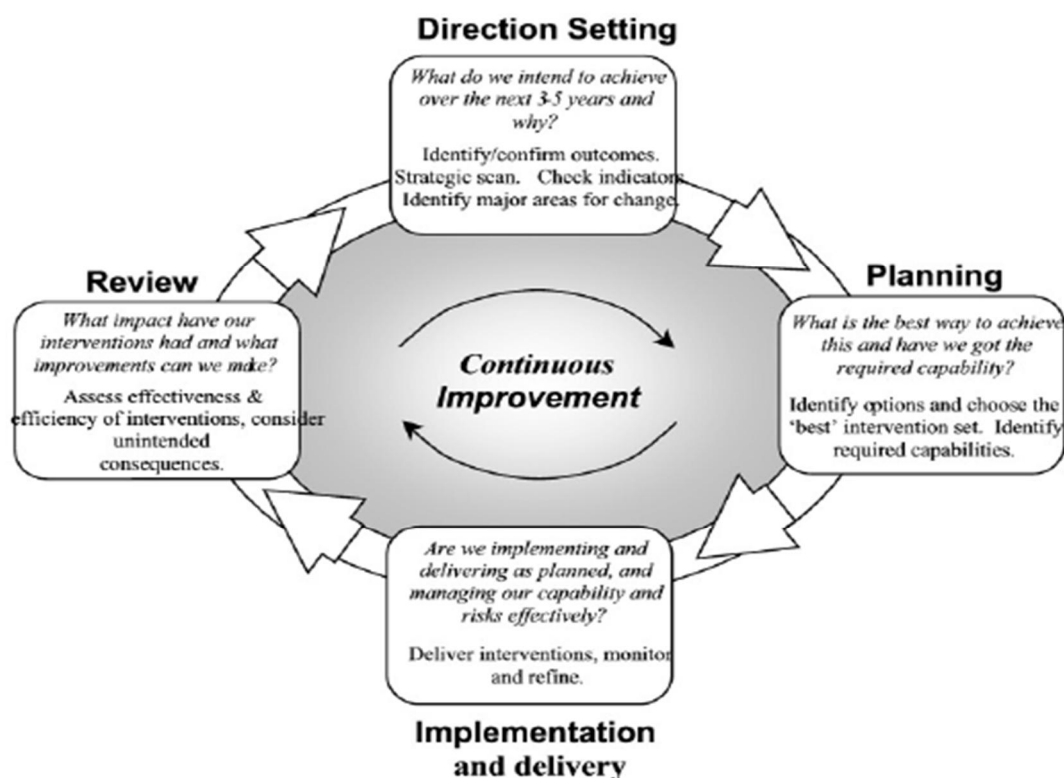 Direction Setting
What do we intend to achieve
over the next 3-5 years and
why?
Identify/confirm outcomes.
Strategic scan. Check indicators.
Identify major areas for change.
Review
What impact have our
interventions had and what
improvements can we make?
Assess effectiveness &
efficiency of interventions, consider
unintended
consequences.
Continuous
Improvement
Planning
What is the best way to achieve
this and have we got the
required capability?
Identify options and choose the
'best' intervention set. Identify
required capabilities.
Are we implementing and
delivering as planned, and
managing our capability and
risks effectively?
Deliver interventions, monitor
and refine.
Implementation
and delivery